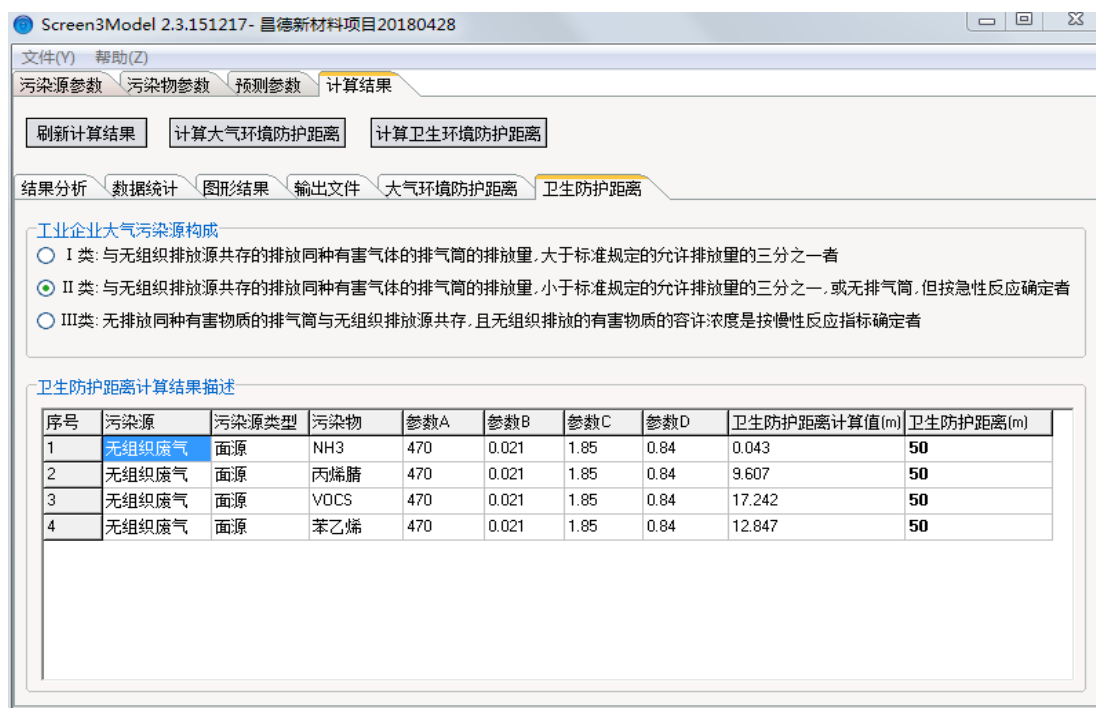 Screen3Model 2.3.151217- 昌德新材料项目20180428
文件(Y) 帮助(Z)
污染源参数 污染物参数 预测参数 计算结果
刷新计算结果 计算大气环境防护距离 计算卫生环境防护距离
结果分析 数据统计 图形结果 输出文件 大气环境防护距离 卫生防护距离
工业企业大气污染源构成
I 类: 与无组织排放源共存的排放同种有害气体的排气筒的排放量,大于标准规定的允许排放量的三分之一者
II 类: 与无组织排放源共存的排放同种有害气体的排气筒的排放量,小于标准规定的允许排放量的三分之一,或无排气筒,但按急性反应确定者
III类: 无排放同种有害物质的排气筒与无组织排放源共存,且无组织排放的有害物质的容许浓度是按慢性反应指标确定者
卫生防护距离计算结果描述
序号 污染源 污染源类型 污染物 参数A 参数B 参数C 参数D 卫生防护距离计算值(m) 卫生防护距离(m)
1 无组织废气 面源 NH3 470 0.021 1.85 0.84 0.043 50
2 无组织废气 面源 丙烯腈 470 0.021 1.85 0.84 9.607 50
3 无组织废气 面源 VOCS 470 0.021 1.85 0.84 17.242 50
4 无组织废气 面源 苯乙烯 470 0.021 1.85 0.84 12.847 50